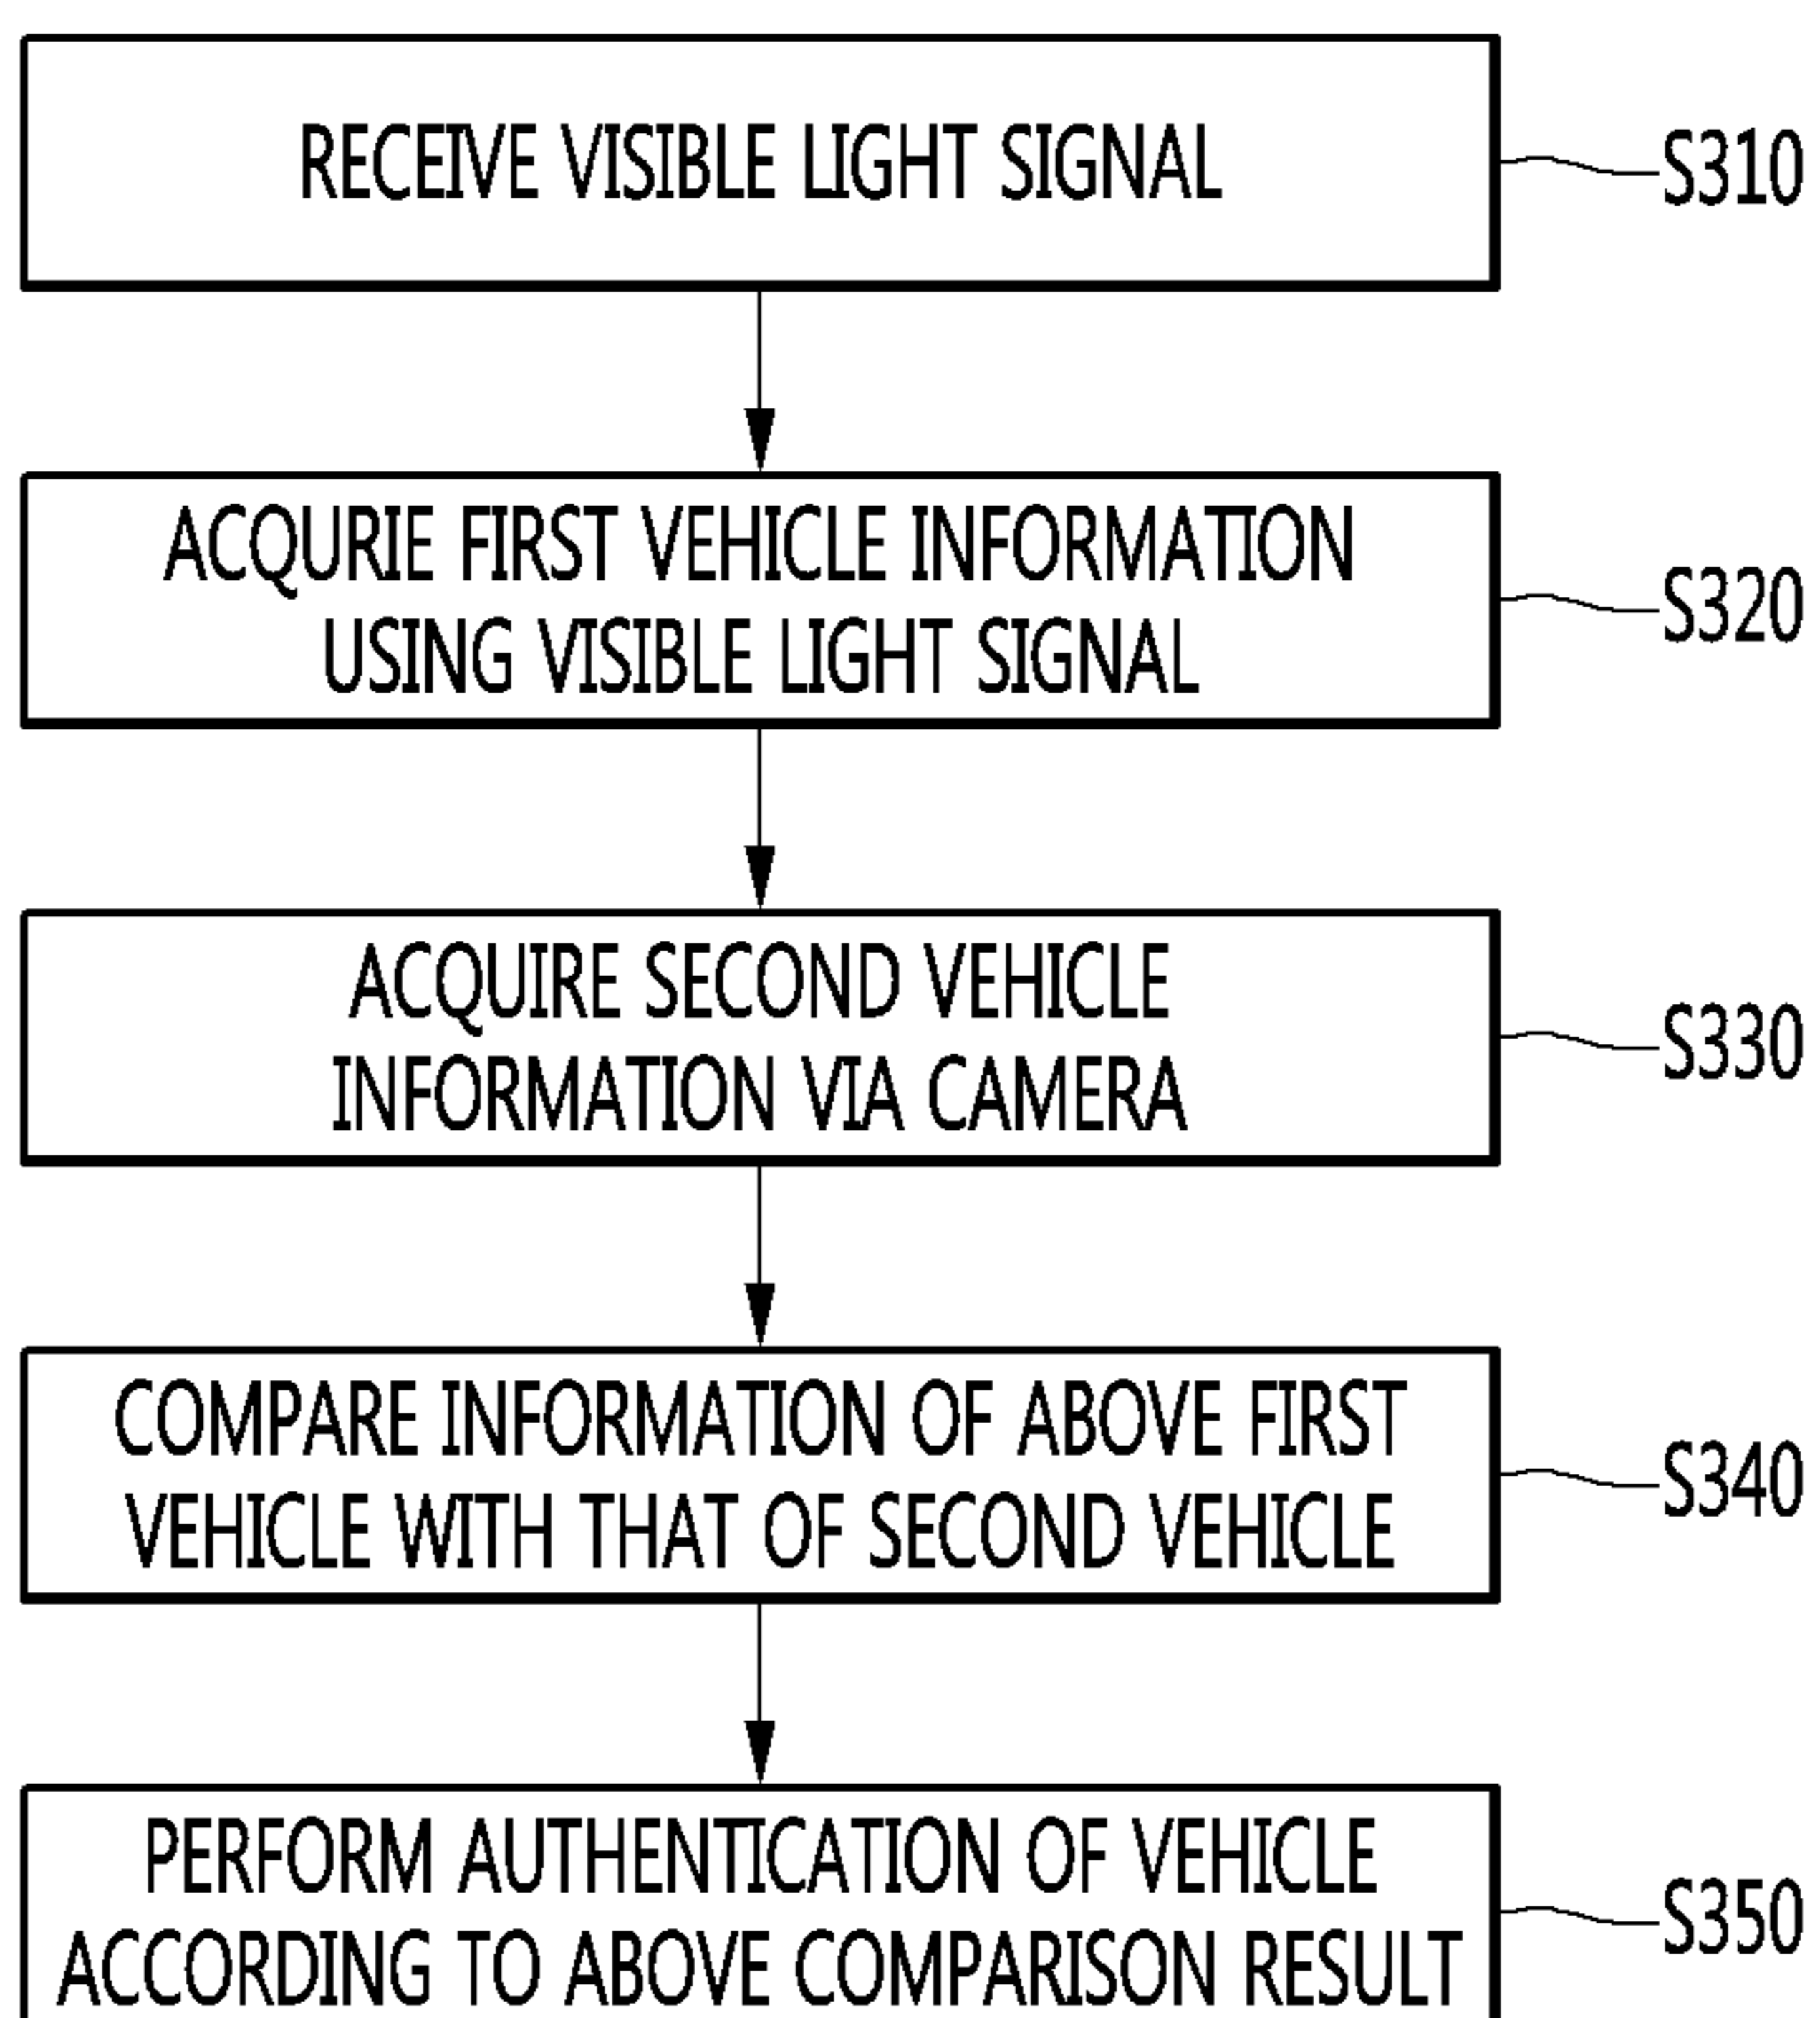 RECEIVE VISIBLE LIGHT SIGNAL
S310
ACQURIE FIRST VEHICLE INFORMATION
USING VISIBLE LIGHT SIGNAL
S320
ACQUIRE SECOND VEHICLE
INFORMATION VIA CAMERA
S330
COMPARE INFORMATION OF ABOVE FIRST
VEHICLE WITH THAT OF SECOND VEHICLE
S340
PERFORM AUTHENTICATION OF VEHICLE
ACCORDING TO ABOVE COMPARISON RESULT
S350